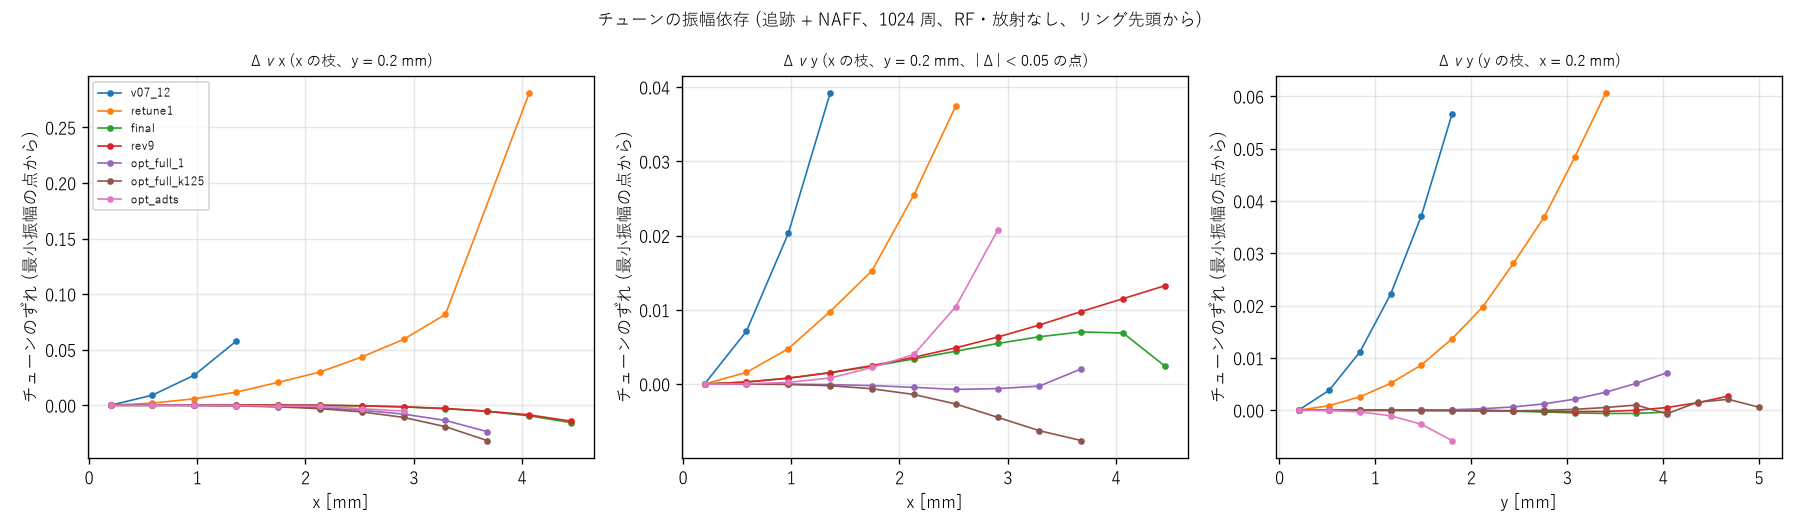 チューンの振幅依存 (追跡 + NAFF、1024 周、RF・放射なし、リング先頭から)
Δ ν x (x の枝、y = 0.2 mm)
チューンのずれ (最小振幅の点から)
0.25
0.20
0.15
0.10
0.05
0.00
v07_12
retune1
final
rev9
opt_full_1
opt_full_k125
opt_adts
0 1 2 3 4
x [mm]
Δ ν y (x の枝、y = 0.2 mm、|Δ| < 0.05 の点)
チューンのずれ (最小振幅の点から)
0.04
0.03
0.02
0.01
0.00
0 1 2 3 4
x [mm]
Δ ν y (y の枝、x = 0.2 mm)
チューンのずれ (最小振幅の点から)
0.06
0.05
0.04
0.03
0.02
0.01
0.00
0 1 2 3 4 5
y [mm]